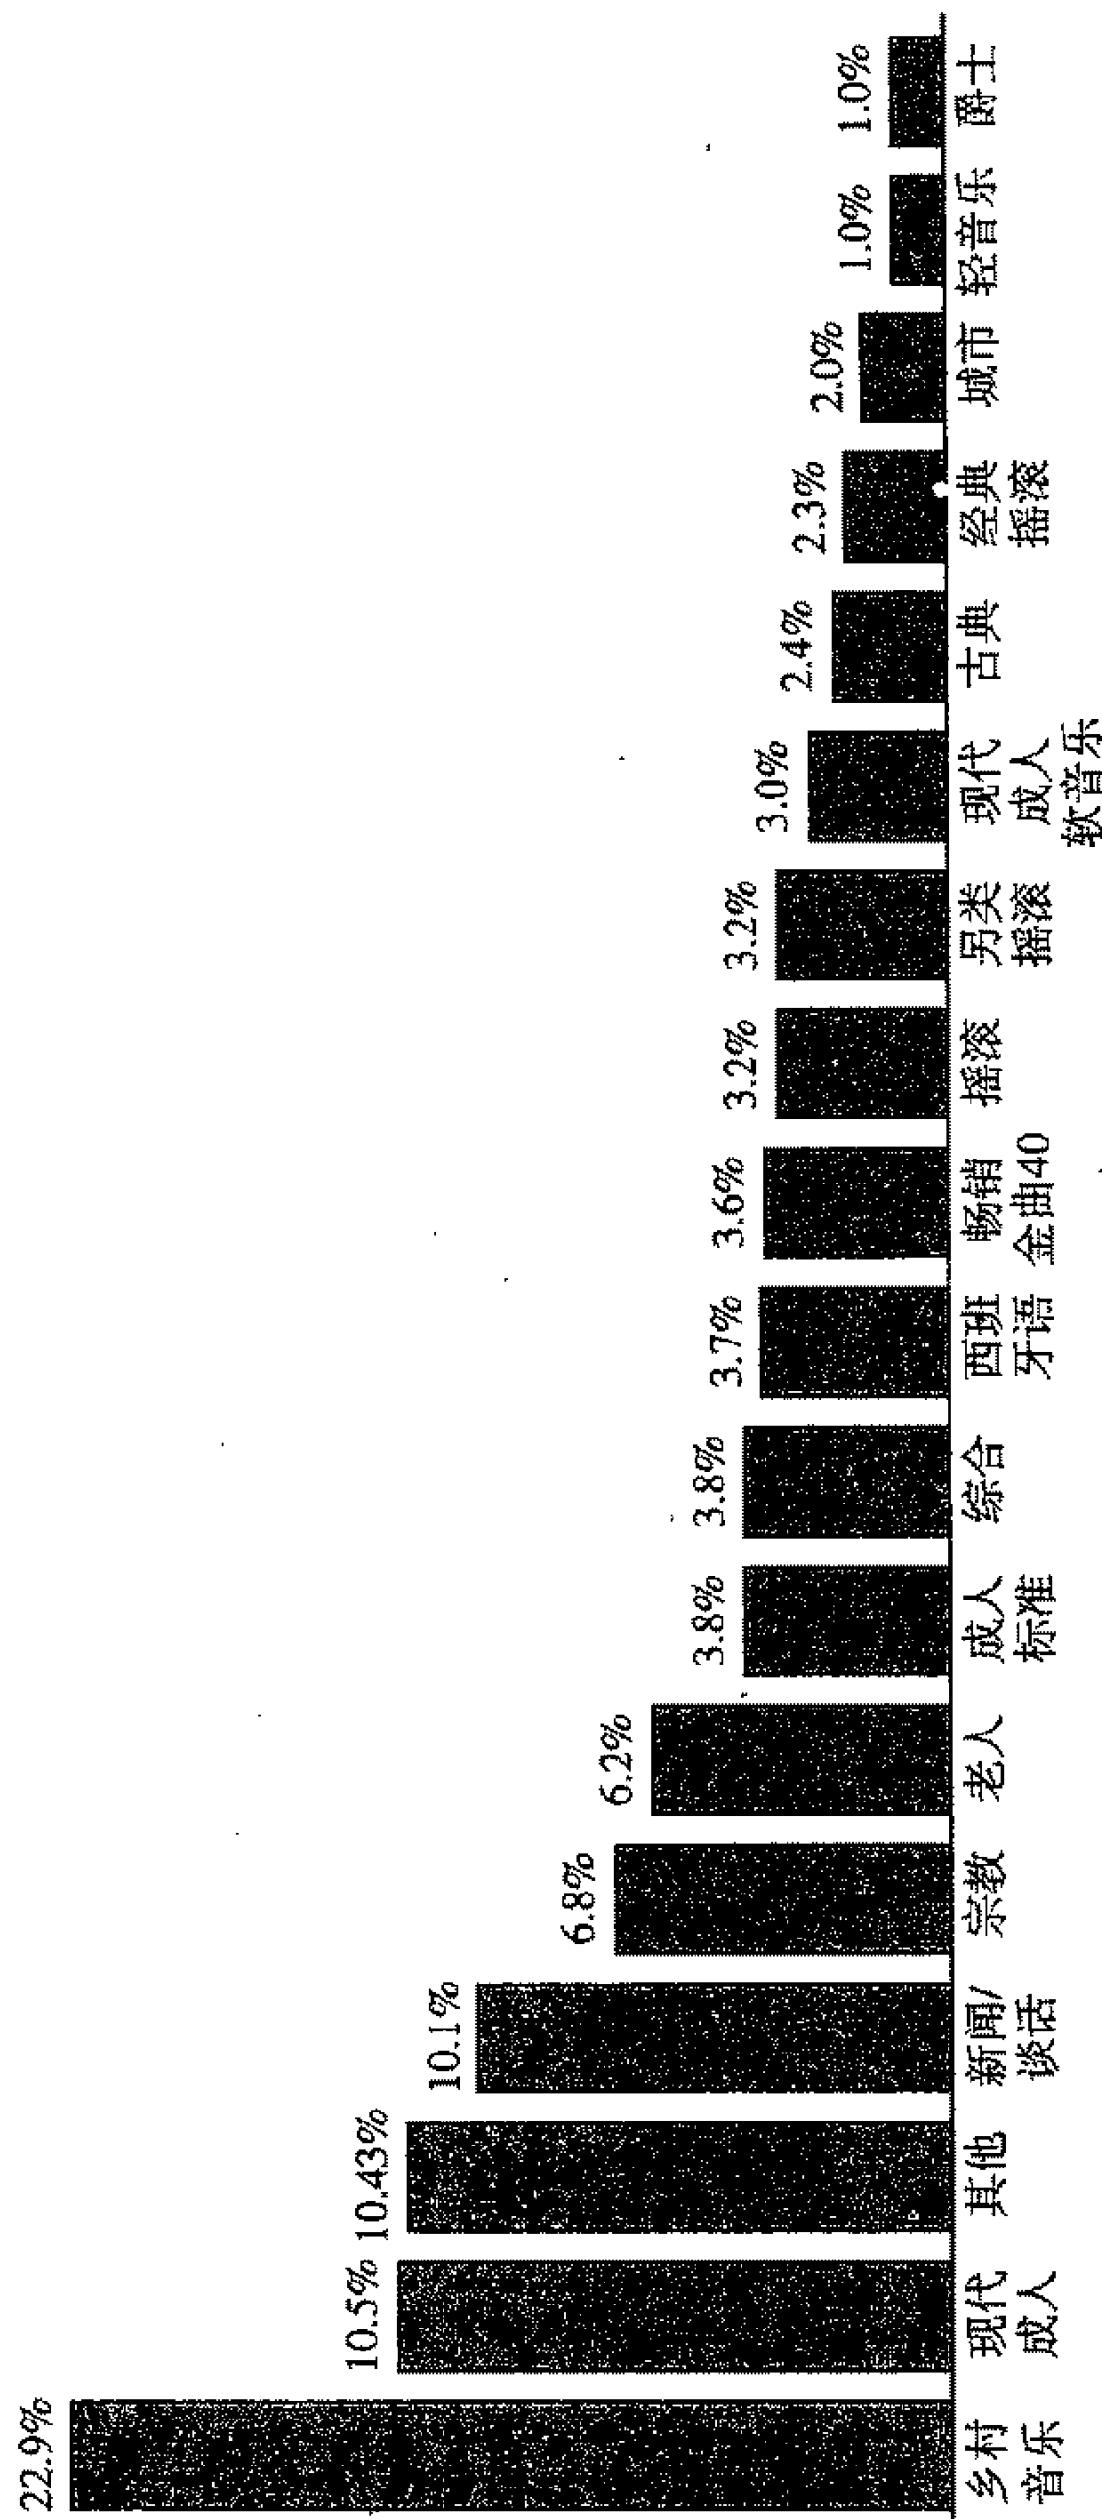 22.9%
10.5%
10.43%
10.1%
6.8%
6.2%
3.8%
3.8%
3.7%
3.6%
3.2%
3.2%
3.0%
2.4%
2.3%
2.0%
1.0%
1.0%
乡村
音乐
现代
成人
其他
新闻/
谈话
宗教
老人
成人
标准
综合
西班
牙语
畅销
金曲40
摇滚
另类
摇滚
现代
成人
软音乐
古典
经典
摇滚
城市
轻音乐
爵士